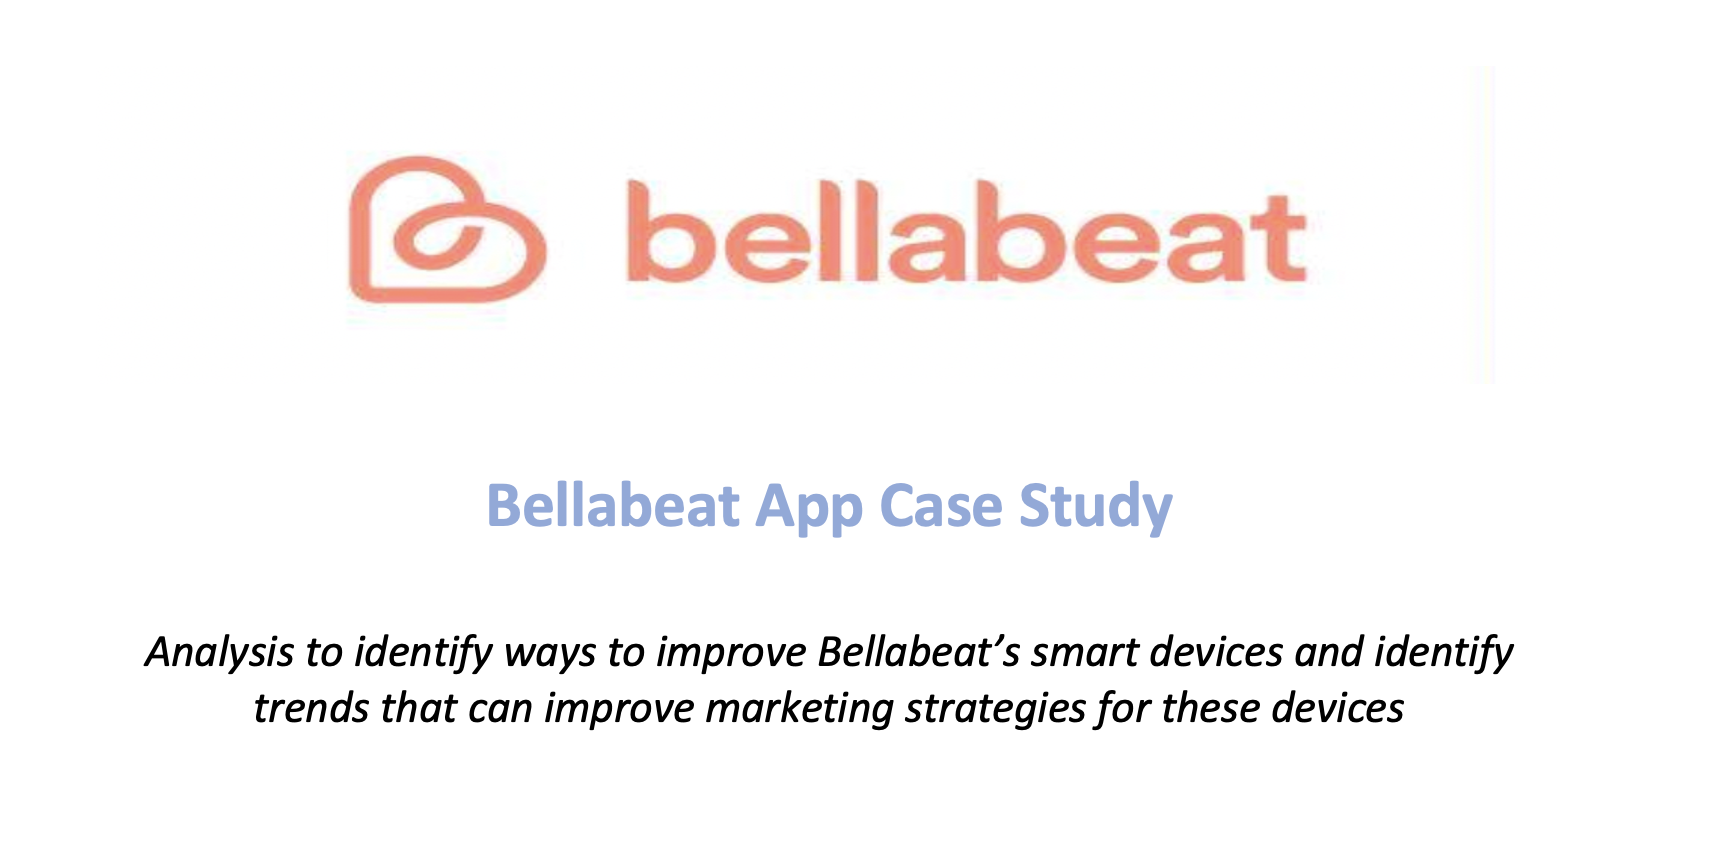 bellabeat
Bellabeat App Case Study
Analysis to identify ways to improve Bellabeat’s smart devices and identify
trends that can improve marketing strategies for these devices